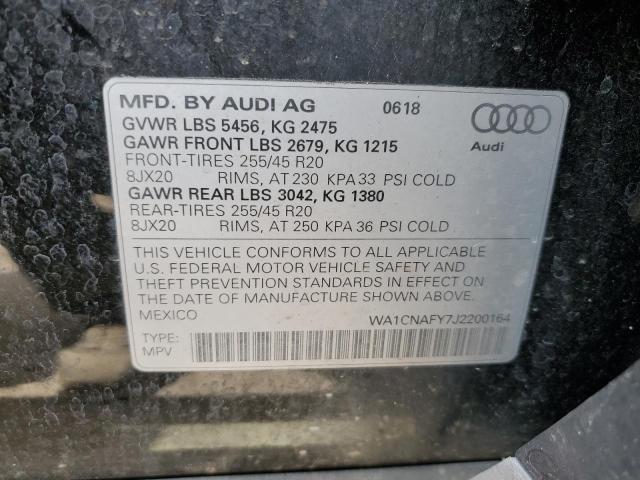 MFD. BY AUDI AG 0618
GVWR LBS 5456, KG 2475
GAWR FRONT LBS 2679, KG 1215
FRONT-TIRES 255/45 R20
8JX20 RIMS, AT 230 KPA 33 PSI COLD
GAWR REAR LBS 3042, KG 1380
REAR-TIRES 255/45 R20
8JX20 RIMS, AT 250 KPA 36 PSI COLD
Audi
THIS VEHICLE CONFORMS TO ALL APPLICABLE
U.S. FEDERAL MOTOR VEHICLE SAFETY AND
THEFT PREVENTION STANDARDS IN EFFECT ON
THE DATE OF MANUFACTURE SHOWN ABOVE.
MEXICO WA1CNAFY7J2200164
TYPE:
MPV